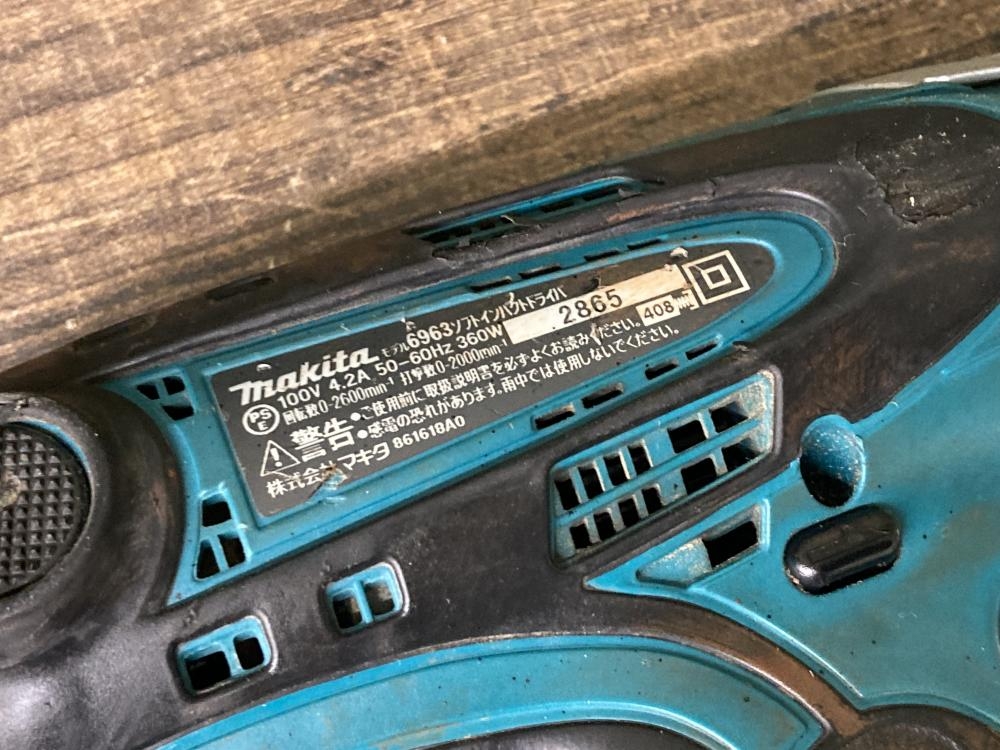 makita モデル6963ソフトインパクトドライバ
100V 4.2A 50-60Hz 360W 2865
PSE 回転数0-2600min-1 打撃数0-2000min-1 408
警告 ●ご使用前に取扱説明書を必ずよくお読みください。
●感電の恐れがあります。雨中では使用しないでください。
株式会社マキタ 861618A0